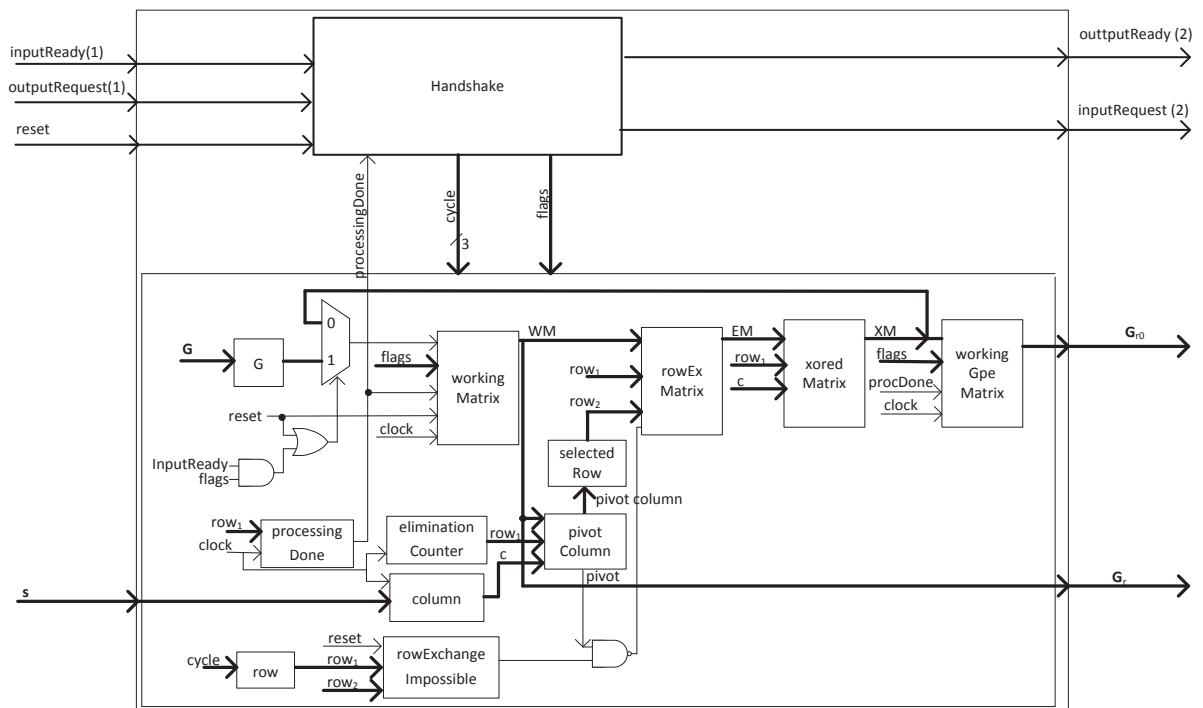 inputReady(1)
outputRequest(1)
reset
Handshake
outtputReady (2)
inputRequest (2)
processingDone
cycle
3
flags
G
G
0
1
flags
working
Matrix
reset
clock
InputReady
flags
WM
row₁
row₂
rowEx
Matrix
EM
row₁
c
xored
Matrix
XM
flags
procDone
clock
working
Gpe
Matrix
G_r0
selected
Row
pivot column
row₁
clock
processing
Done
elimination
Counter
row₁
c
pivot
Column
pivot
s
column
G_r
reset
cycle
row
row₁
row₂
rowExchange
Impossible